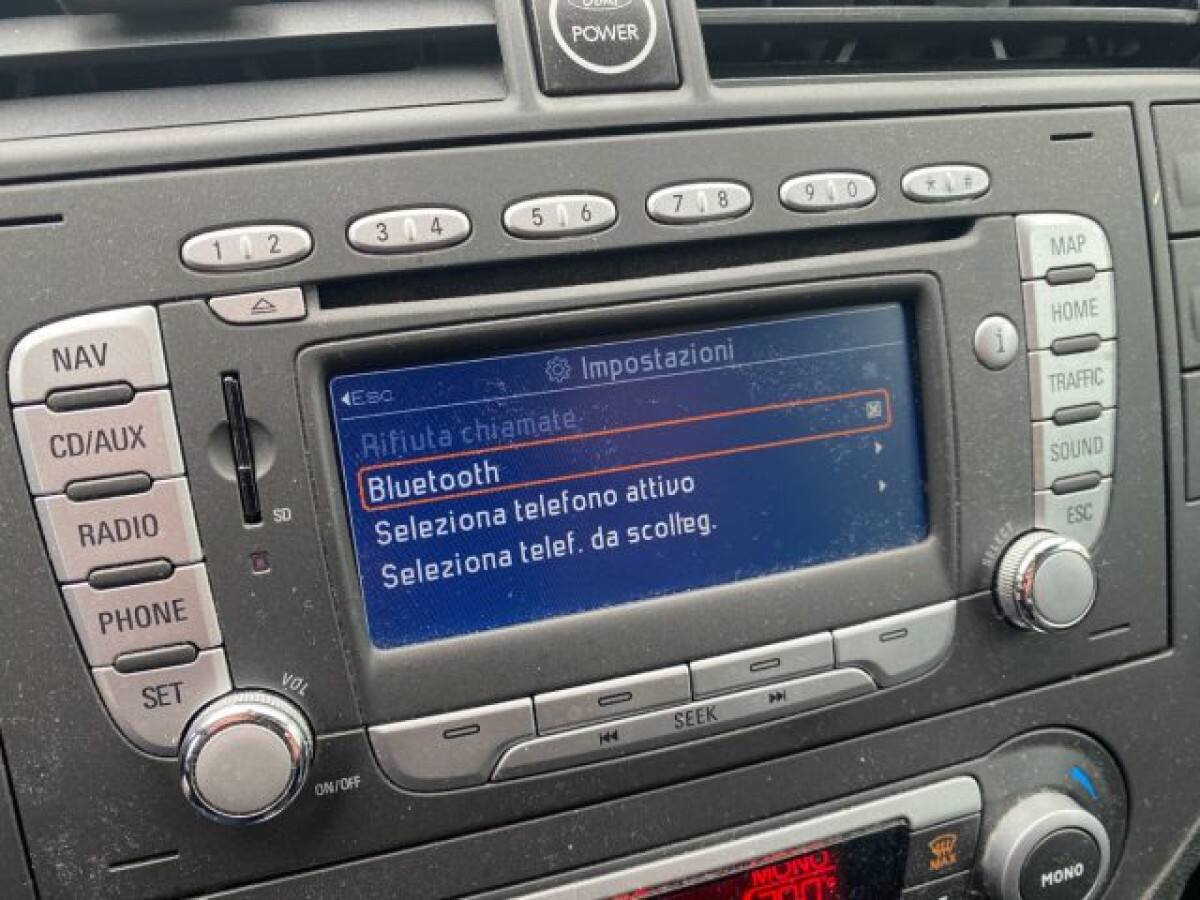 POWER
1 2
3 4
5 6
7 8
9 0
* #
MAP
HOME
TRAFFIC
SOUND
ESC
i
NAV
CD/AUX
RADIO
PHONE
SET
SD
Impostazioni
◀Esc
Rifiuta chiamate
Bluetooth
Seleziona telefono attivo
Seleziona telef. da scolleg.
SELECT
VOL
ON/OFF
SEEK
MAX
MONO
MONO